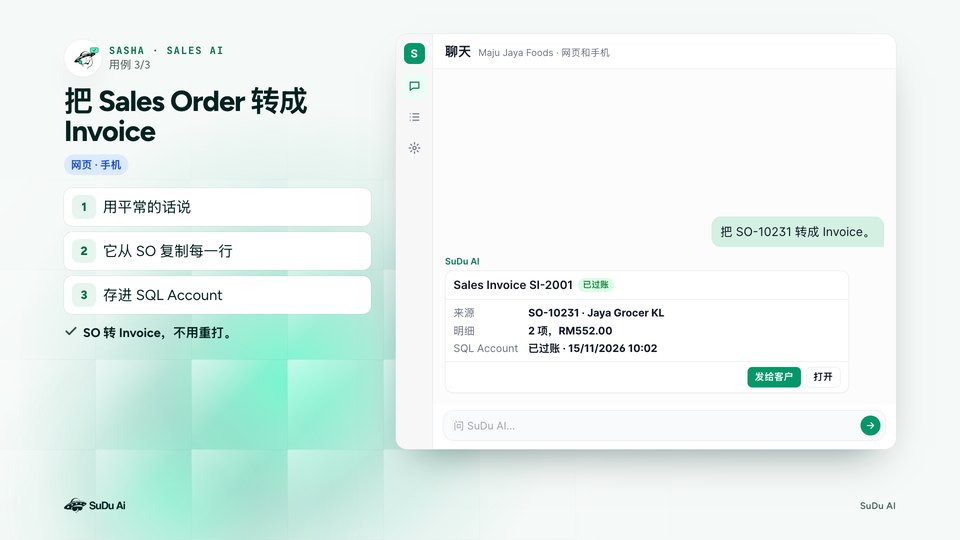 SASHA · SALES AI
用例 3/3
把 Sales Order 转成
Invoice
网页 · 手机
1 用平常的话说
2 它从 SO 复制每一行
3 存进 SQL Account
SO 转 Invoice，不用重打。
SuDu Ai
S
聊天 Maju Jaya Foods · 网页和手机
把 SO-10231 转成 Invoice。
SuDu AI
Sales Invoice SI-2001 已过账
来源 SO-10231 · Jaya Grocer KL
明细 2 项，RM552.00
SQL Account 已过账 · 15/11/2026 10:02
发给客户 打开
问 SuDu AI...
SuDu AI